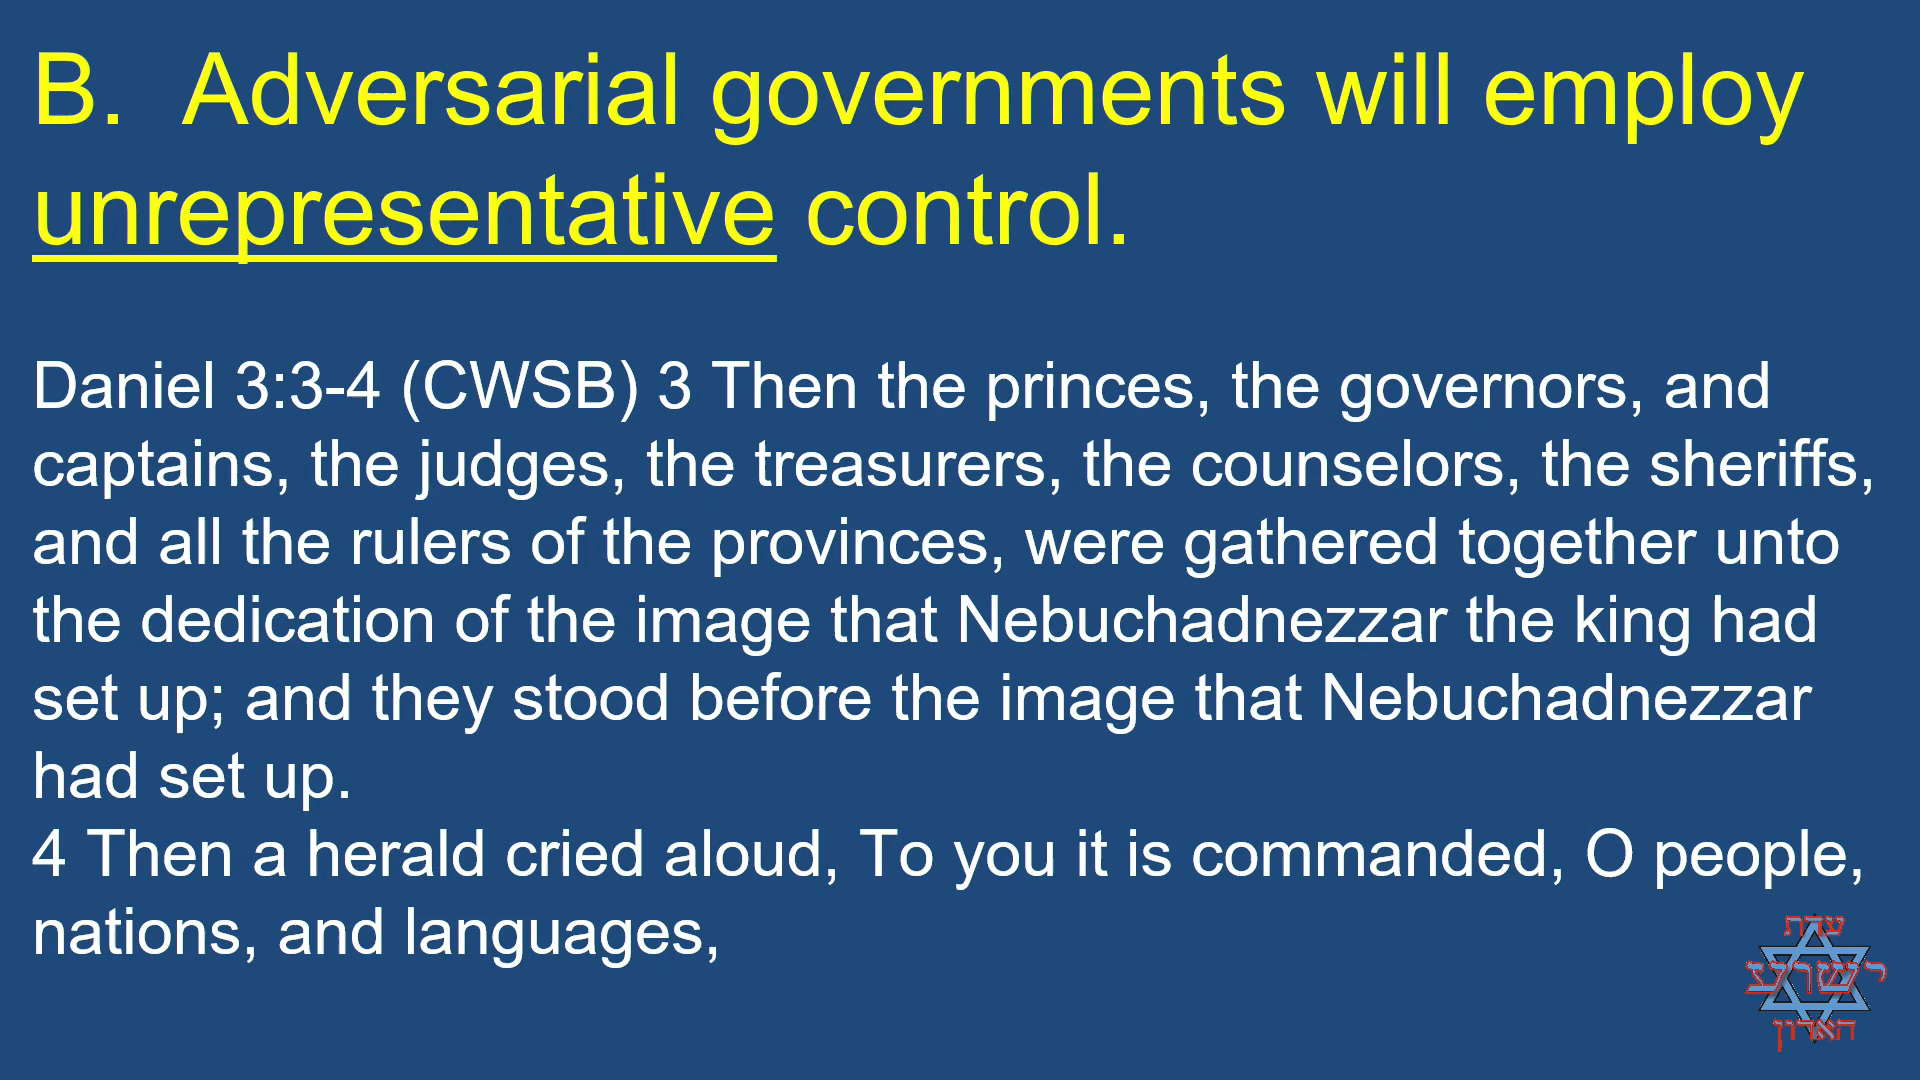 B. Adversarial governments will employ
unrepresentative control.
Daniel 3:3-4 (CWSB) 3 Then the princes, the governors, and
captains, the judges, the treasurers, the counselors, the sheriffs,
and all the rulers of the provinces, were gathered together unto
the dedication of the image that Nebuchadnezzar the king had
set up; and they stood before the image that Nebuchadnezzar
had set up.
4 Then a herald cried aloud, To you it is commanded, O people,
nations, and languages,
עדת
ישוע
האדון